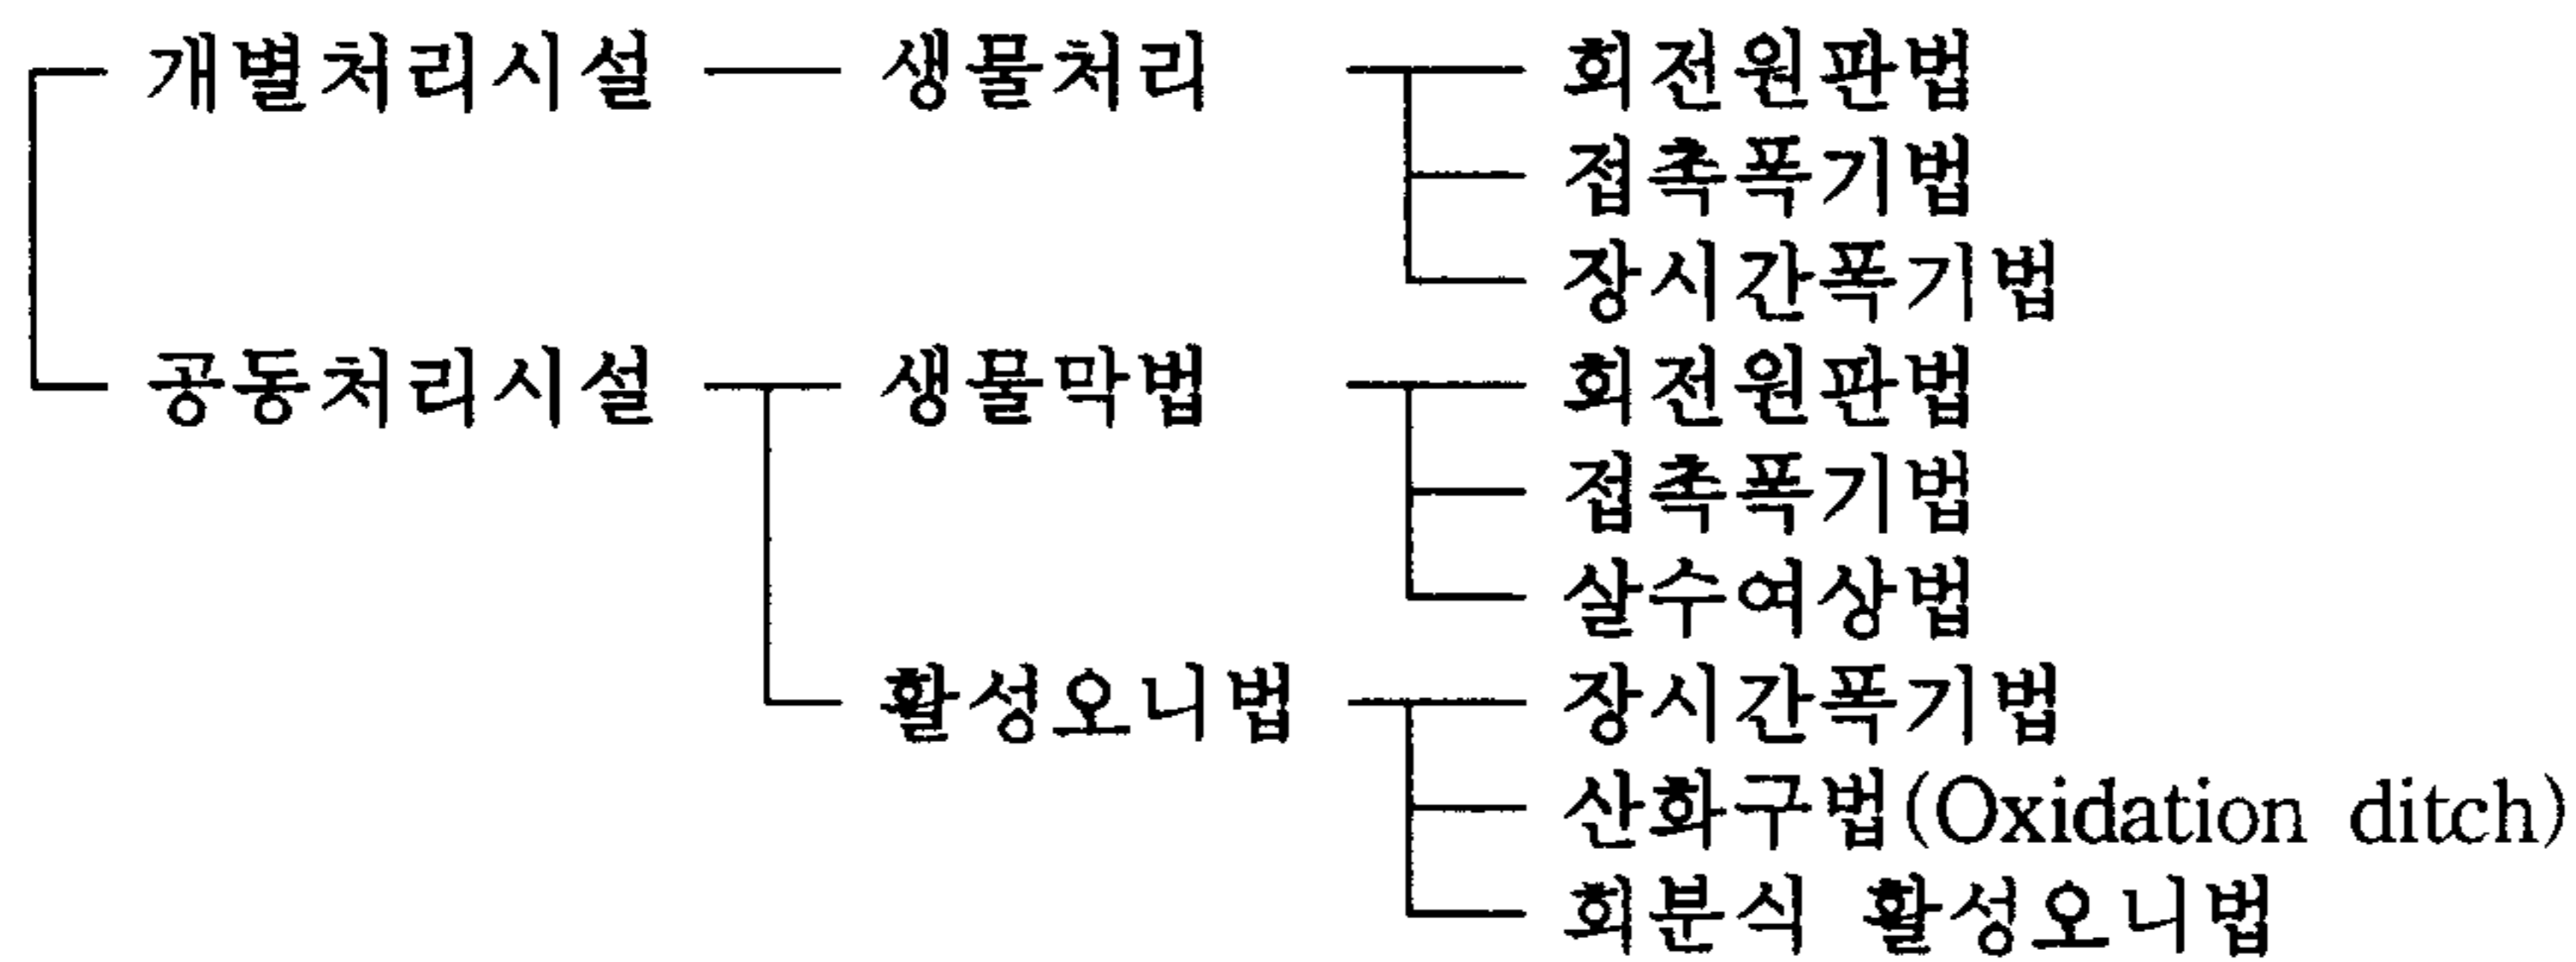 개별처리시설 생물처리 회전원판법
접촉폭기법
장시간폭기법
공동처리시설 생물막법 회전원판법
접촉폭기법
살수여상법
활성오니법 장시간폭기법
산화구법(Oxidation ditch)
회분식 활성오니법